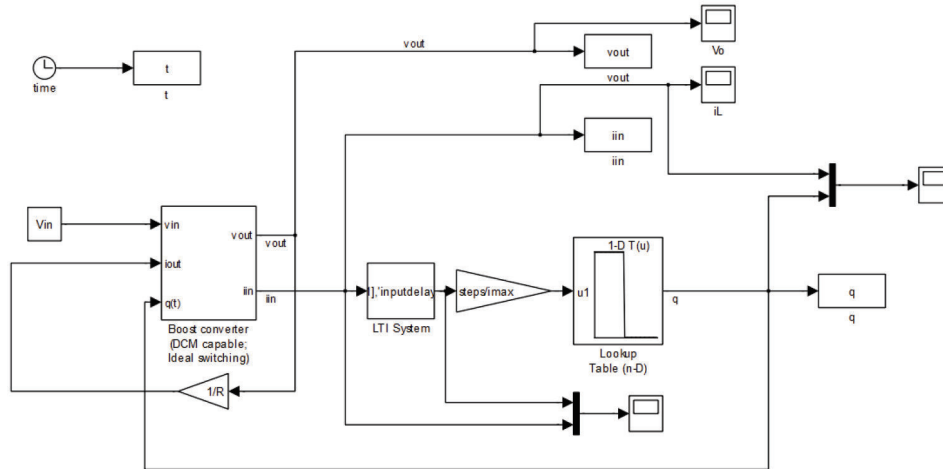 vout
Vo
vout
t
time
t
vout
iL
iin
iin
Vin
vin
vout
vout
iout
iin
iin
q(t)
Boost converter
(DCM capable;
Ideal switching)
1/R
1],'inputdelay
LTI System
steps/imax
1-D T(u)
u1
q
Lookup
Table (n-D)
q
q